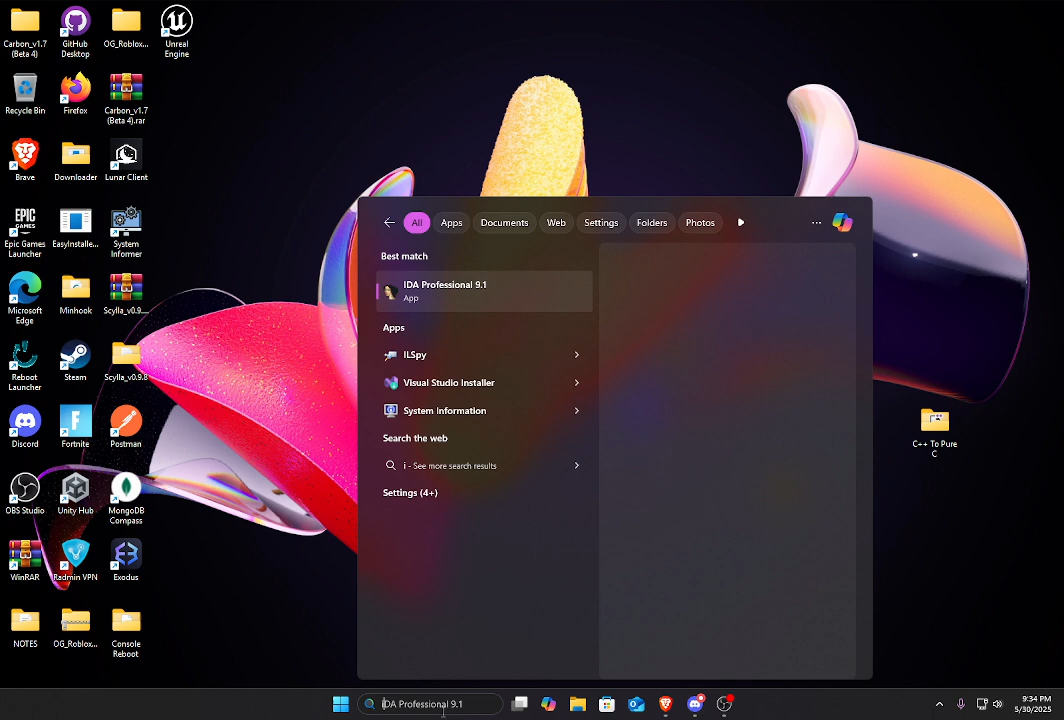 Carbon_v1.7
(Beta 4)
GitHub
Desktop
OG_Roblox...
Unreal
Engine
Recycle Bin
Firefox
Carbon_v1.7
(Beta 4).rar
Brave
Downloader
Lunar Client
EPIC
GAMES
Epic Games
Launcher
EasyInstalle...
System
Informer
Microsoft
Edge
Minhook
Scylla_v0.9....
Reboot
Launcher
Steam
Scylla_v0.9.8
Discord
Fortnite
Postman
OBS Studio
Unity Hub
MongoDB
Compass
WinRAR
Radmin VPN
Exodus
NOTES
OG_Roblox...
Console
Reboot
All
Apps
Documents
Web
Settings
Folders
Photos
Best match
IDA Professional 9.1
App
Apps
ILSpy
Visual Studio Installer
System Information
Search the web
i - See more search results
Settings (4+)
C++ To Pure
C
IDA Professional 9.1
9:34 PM
5/30/2025